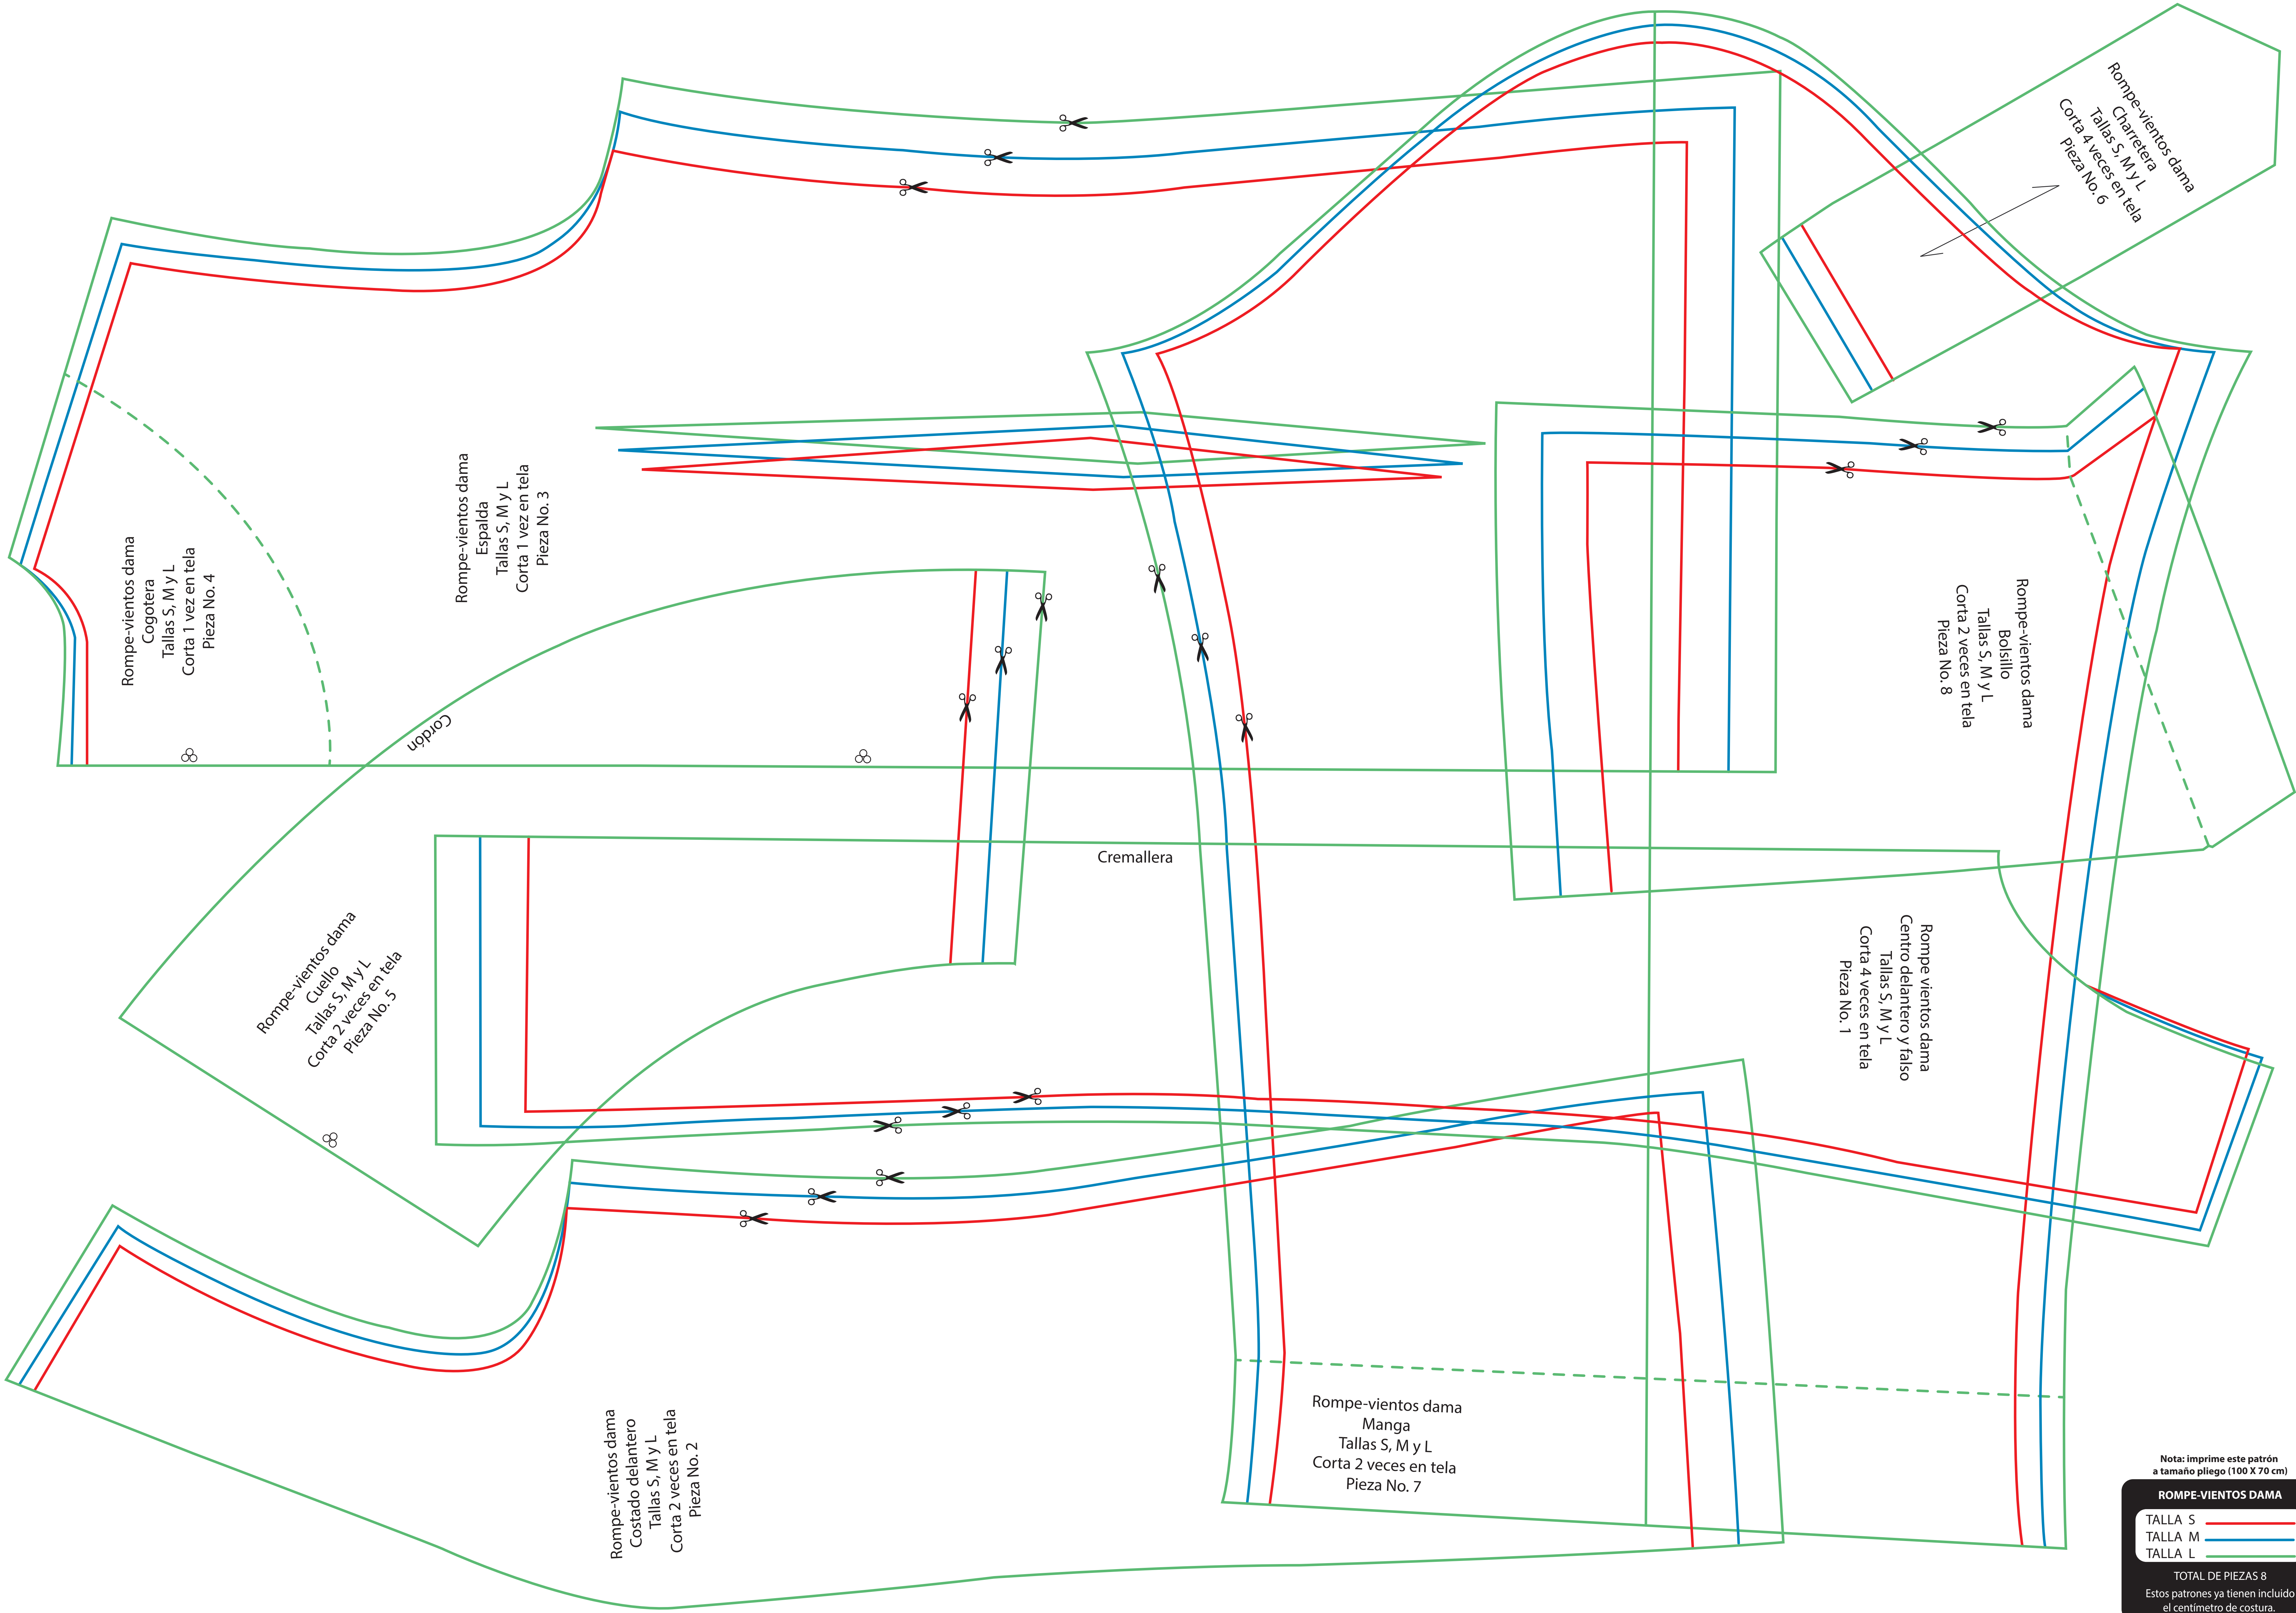 Rompe-vientos dama
Charretera
Tallas S, M y L
Corta 4 veces en tela
Pieza No. 6
Rompe-vientos dama
Espalda
Tallas S, M y L
Corta 1 vez en tela
Pieza No. 3
Rompe-vientos dama
Cogotera
Tallas S, M y L
Corta 1 vez en tela
Pieza No. 4
Rompe-vientos dama
Bolsillo
Tallas S, M y L
Corta 2 veces en tela
Pieza No. 8
Cordón
Cremallera
Rompe-vientos dama
Cuello
Tallas S, M y L
Corta 2 veces en tela
Pieza No. 5
Rompe vientos dama
Centro delantero y falso
Tallas S, M y L
Corta 4 veces en tela
Pieza No. 1
Rompe-vientos dama
Costado delantero
Tallas S, M y L
Corta 2 veces en tela
Pieza No. 2
Rompe-vientos dama
Manga
Tallas S, M y L
Corta 2 veces en tela
Pieza No. 7
Nota: imprime este patrón
a tamaño pliego (100 X 70 cm)
ROMPE-VIENTOS DAMA
TALLA S
TALLA M
TALLA L
TOTAL DE PIEZAS 8
Estos patrones ya tienen incluido
el centímetro de costura.